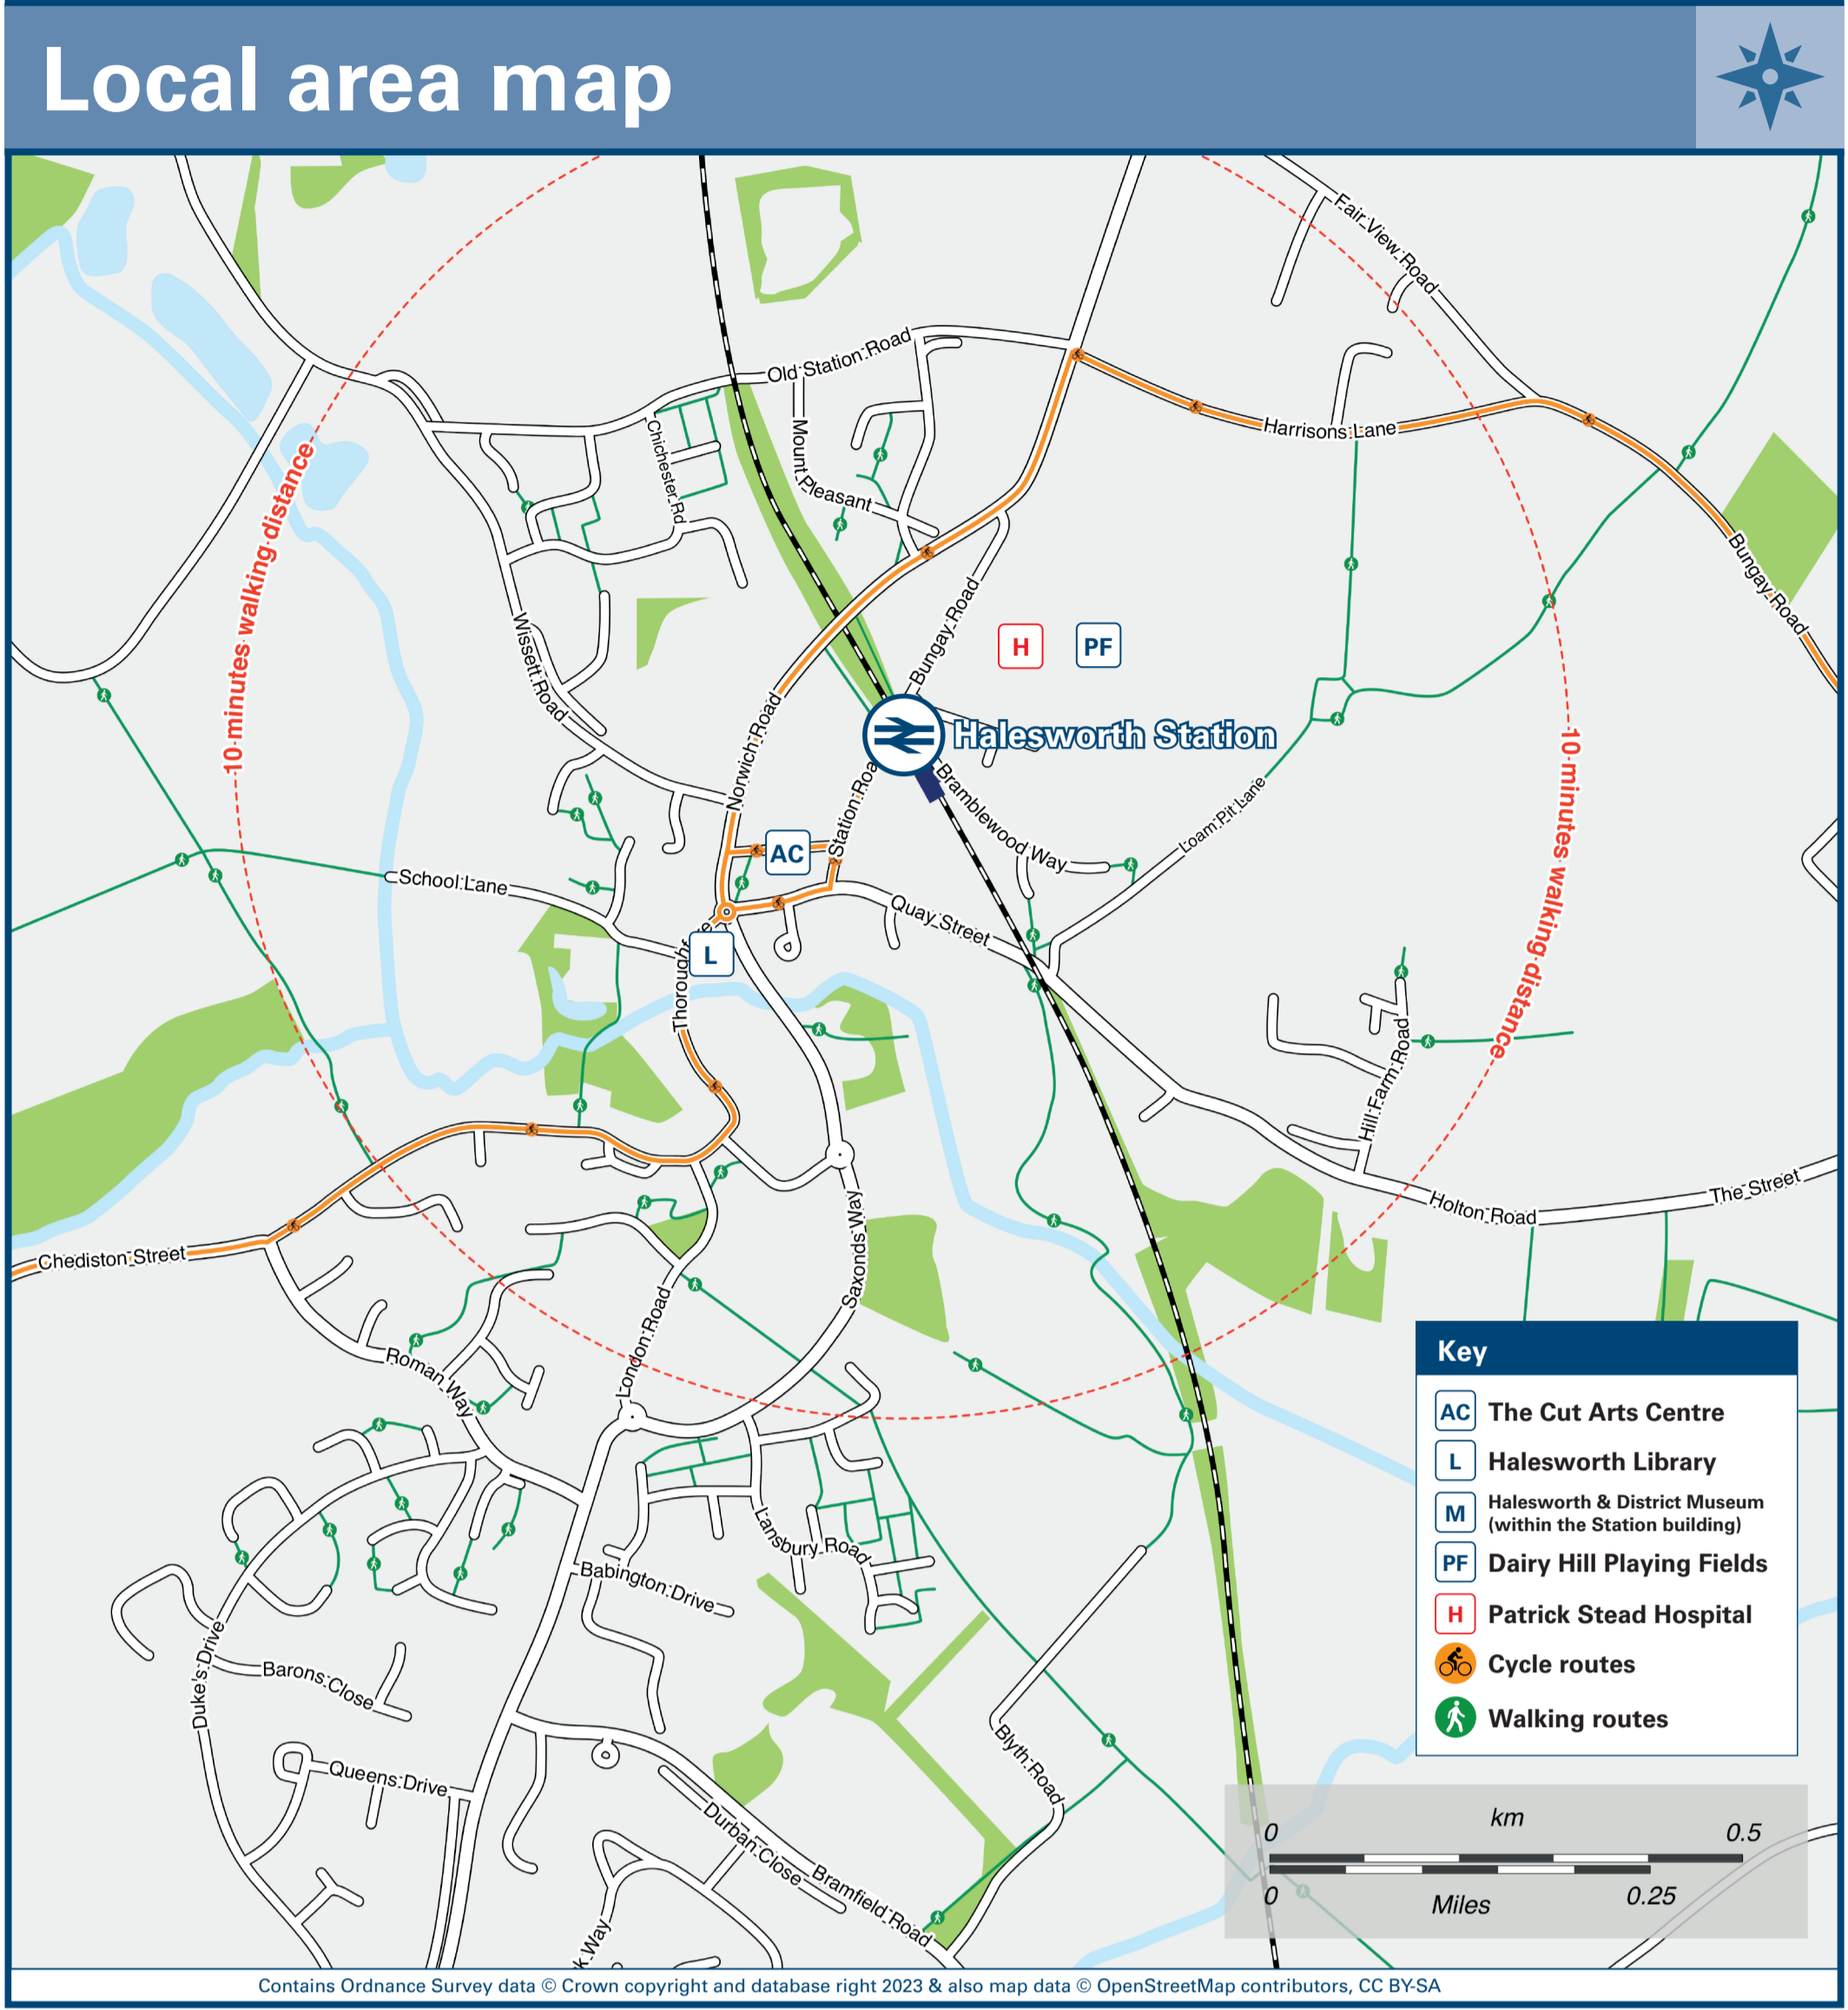 Local area map
Fair View Road
Old Station Road
Harrisons Lane
Chichester Rd
Mount Pleasant
10 minutes walking distance
Bungay Road
Wissett Road
Bungay Road
H
PF
Norwich Road
Halesworth Station
10 minutes walking distance
Station Roa
Bramblewood Way
Loam Pit Lane
AC
School Lane
Quay Street
L
Thoroughfare
Hill Farm Road
Holton Road
The Street
Chediston Street
Saxonds Way
London Road
Roman Way
Lansbury Road
Babington Drive
Duke's Drive
Barons Close
Queens Drive
Blyth Road
Durban Close
Bramfield Road
k Way
Key
AC The Cut Arts Centre
L Halesworth Library
M Halesworth & District Museum
(within the Station building)
PF Dairy Hill Playing Fields
H Patrick Stead Hospital
Cycle routes
Walking routes
km
0 0.5
0 0.25
Miles
Contains Ordnance Survey data © Crown copyright and database right 2023 & also map data © OpenStreetMap contributors, CC BY-SA